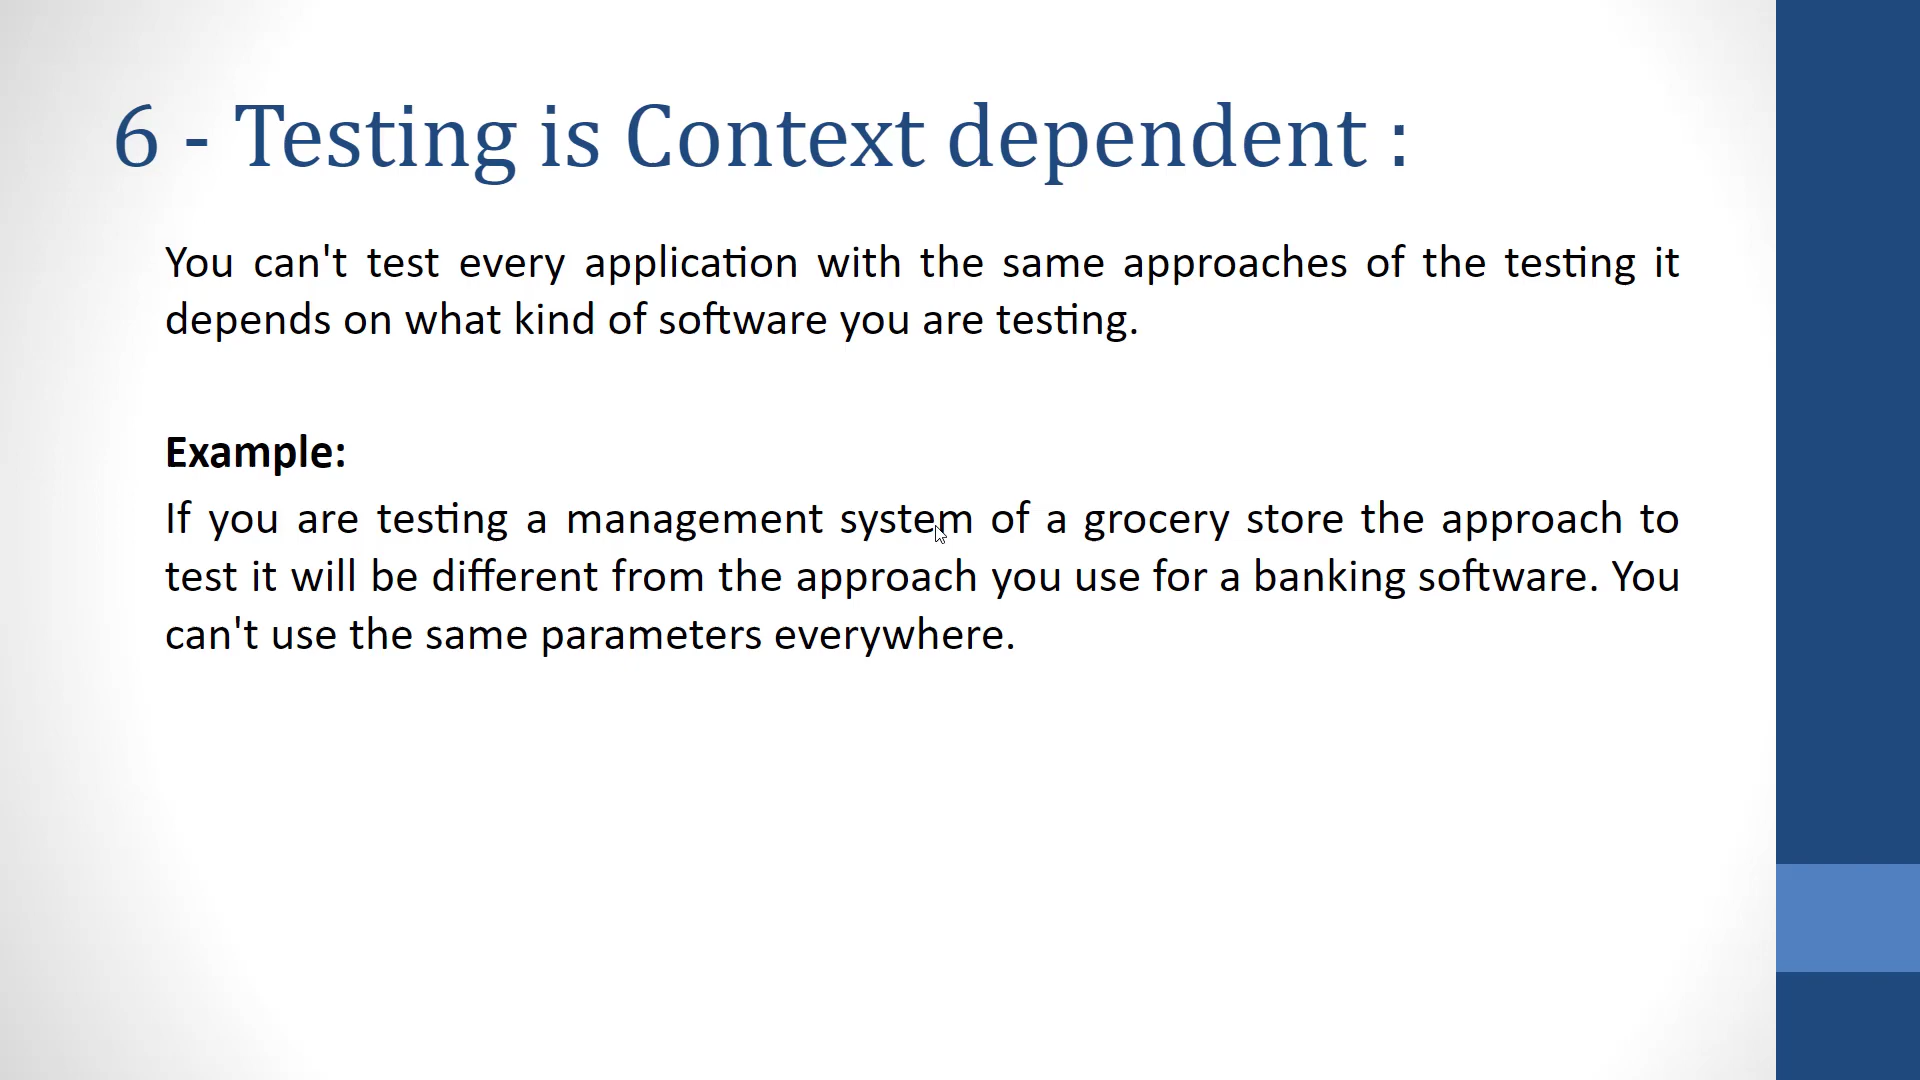 6 - Testing is Context dependent :
You can't test every application with the same approaches of the testing it
depends on what kind of software you are testing.
Example:
If you are testing a management system of a grocery store the approach to
test it will be different from the approach you use for a banking software. You
can't use the same parameters everywhere.